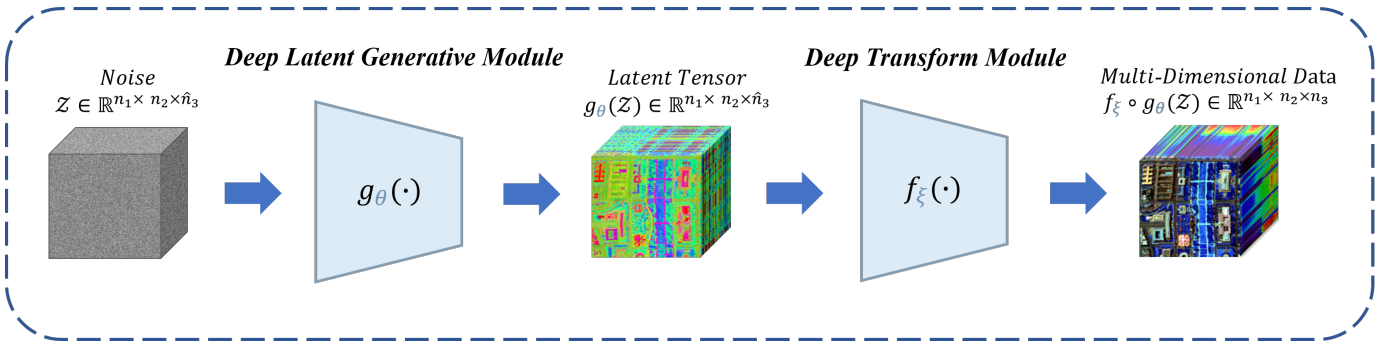 Deep Latent Generative Module
Deep Transform Module
Noise
𝒵 ∈ ℝ^{n₁× n₂×n̂₃}
Latent Tensor
g_θ(𝒵) ∈ ℝ^{n₁× n₂×n̂₃}
Multi-Dimensional Data
f_ξ ∘ g_θ(𝒵) ∈ ℝ^{n₁× n₂×n₃}
g_θ(·)
f_ξ(·)